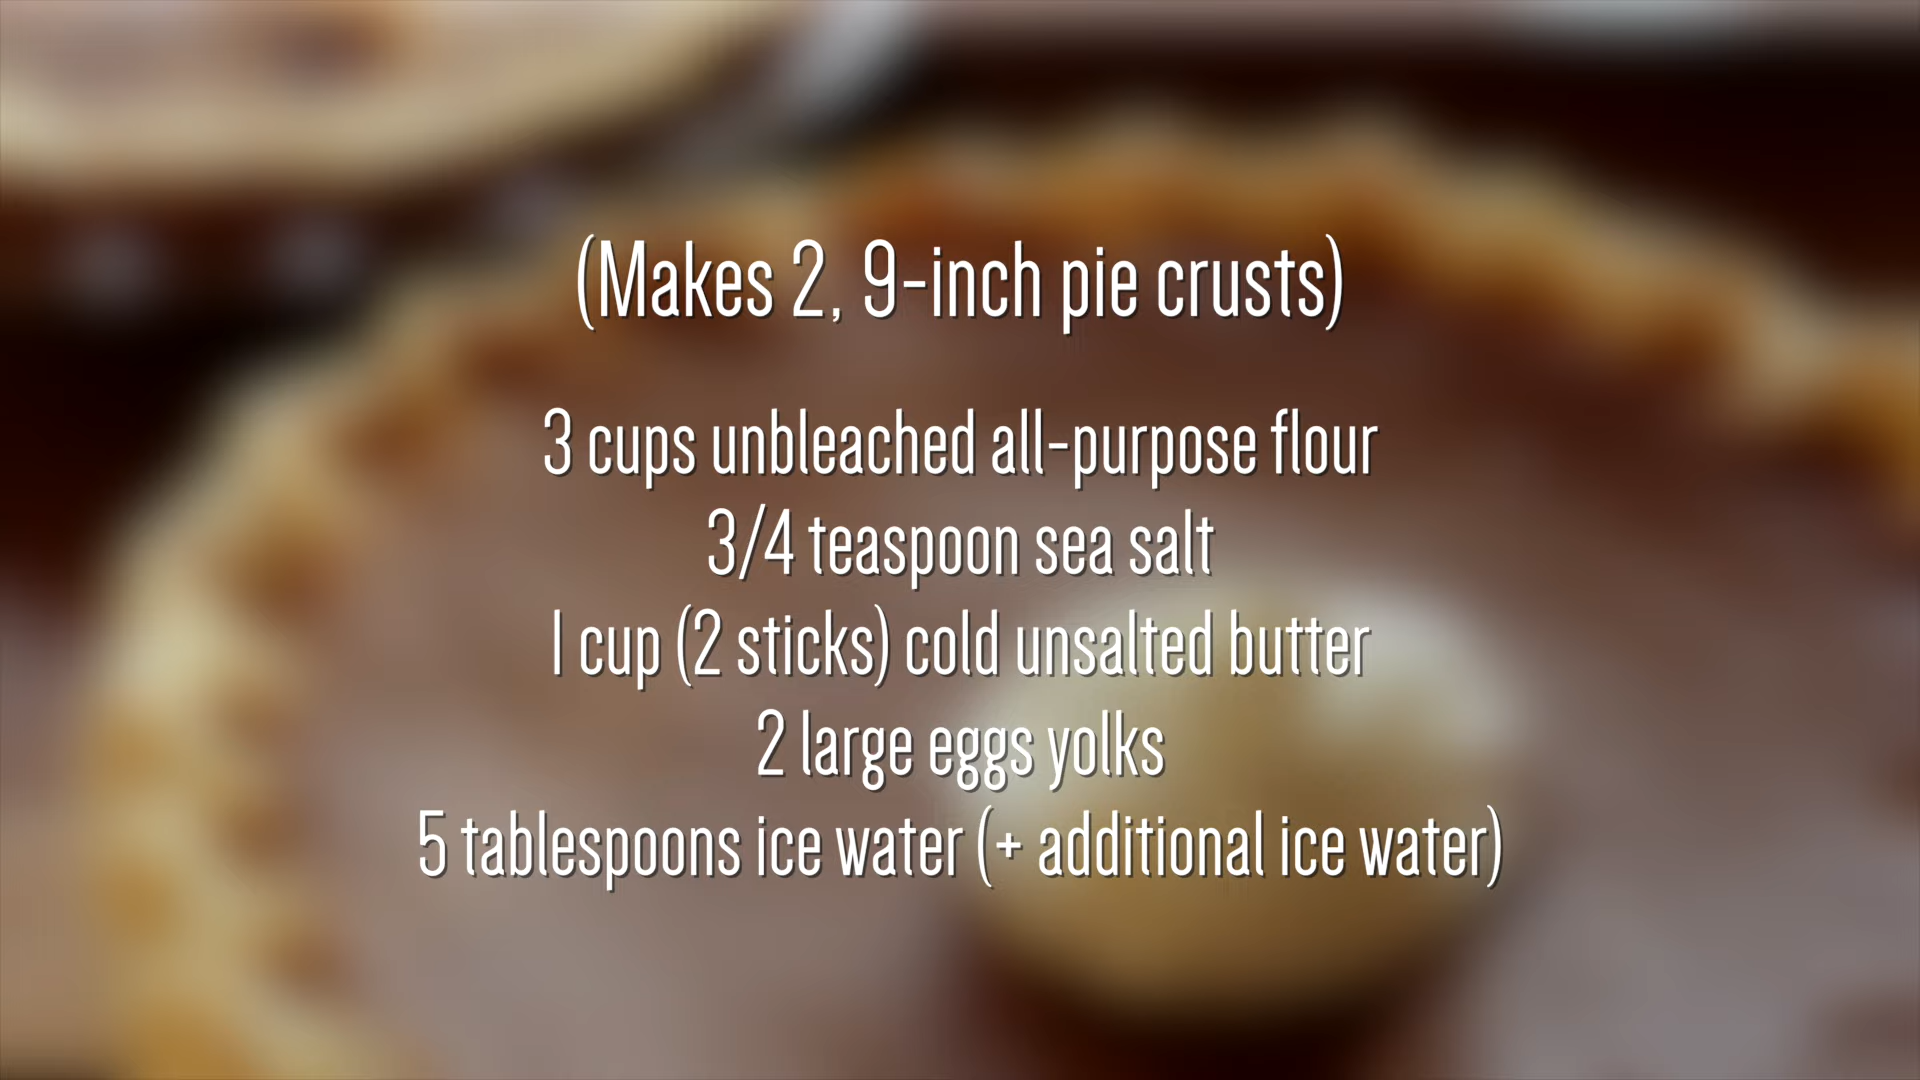 (Makes 2, 9-inch pie crusts)
3 cups unbleached all-purpose flour
3/4 teaspoon sea salt
1 cup (2 sticks) cold unsalted butter
2 large eggs yolks
5 tablespoons ice water (+ additional ice water)